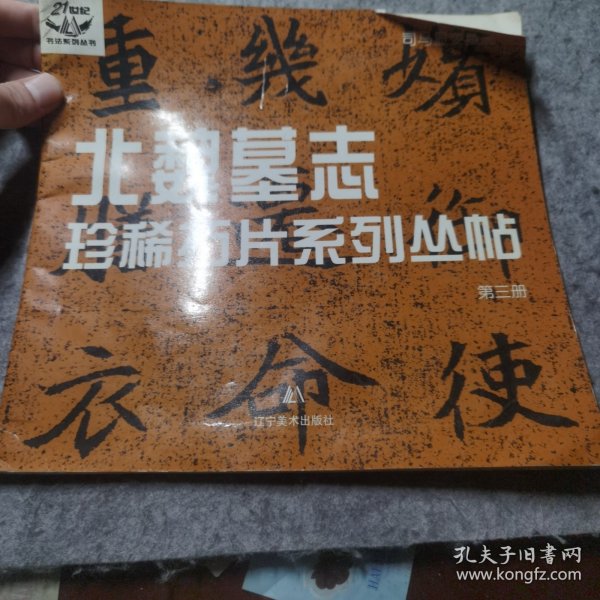 21世纪
书法系列丛书
重 幾 嬪
北魏墓志
珍稀拓片系列丛帖
第三册
衣 命 使
辽宁美术出版社
孔夫子旧书网
www.kongfz.com